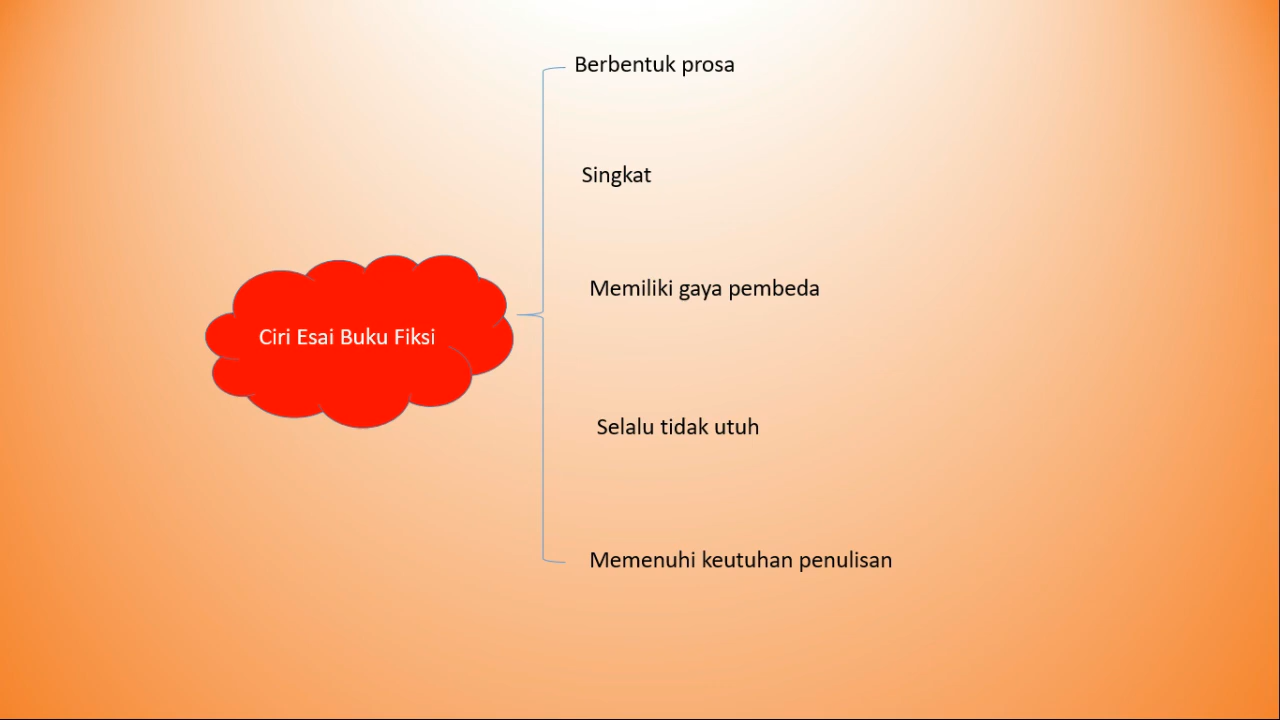 Berbentuk prosa
Singkat
Memiliki gaya pembeda
Ciri Esai Buku Fiksi
Selalu tidak utuh
Memenuhi keutuhan penulisan